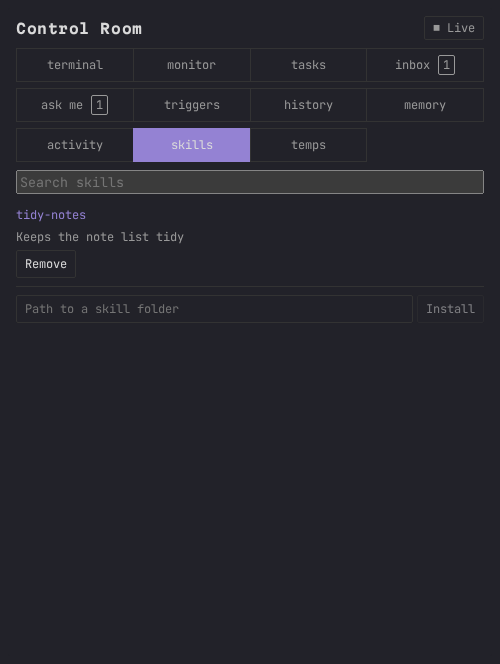 Control Room
Live
terminal
monitor
tasks
inbox 1
ask me 1
triggers
history
memory
activity
skills
temps
Search skills
tidy-notes
Keeps the note list tidy
Remove
Path to a skill folder
Install